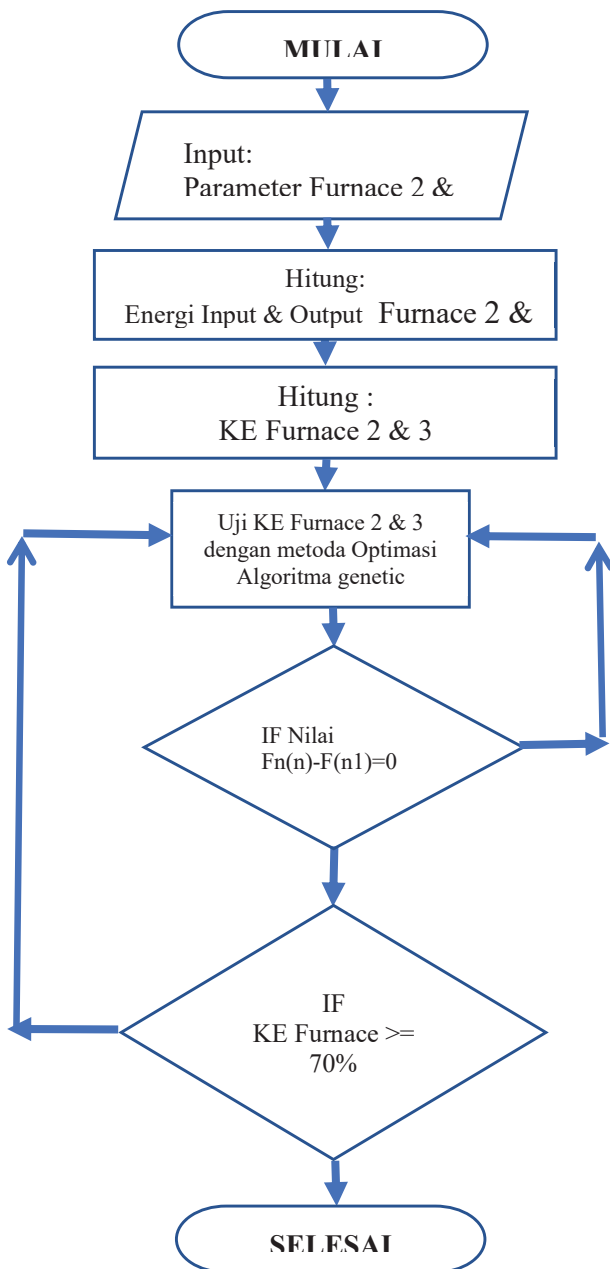 MULAI
Input:
Parameter Furnace 2 &
Hitung:
Energi Input & Output Furnace 2 &
Hitung :
KE Furnace 2 & 3
Uji KE Furnace 2 & 3
dengan metoda Optimasi
Algoritma genetic
IF Nilai
Fn(n)-F(n1)=0
IF
KE Furnace >=
70%
SELESAI